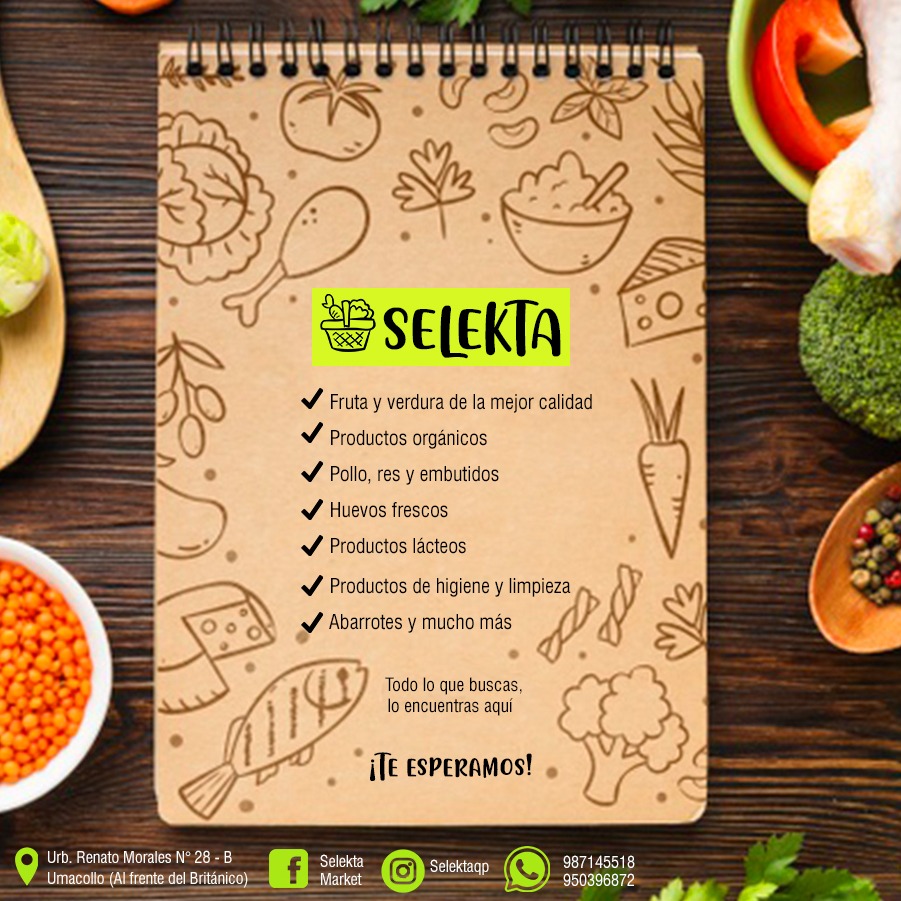 SELEKTA
Fruta y verdura de la mejor calidad
Productos orgánicos
Pollo, res y embutidos
Huevos frescos
Productos lácteos
Productos de higiene y limpieza
Abarrotes y mucho más
Todo lo que buscas,
lo encuentras aquí
¡TE ESPERAMOS!
Urb. Renato Morales N° 28 - B
Umacollo (Al frente del Británico)
Selekta
Market
Selektaqp
987145518
950396872